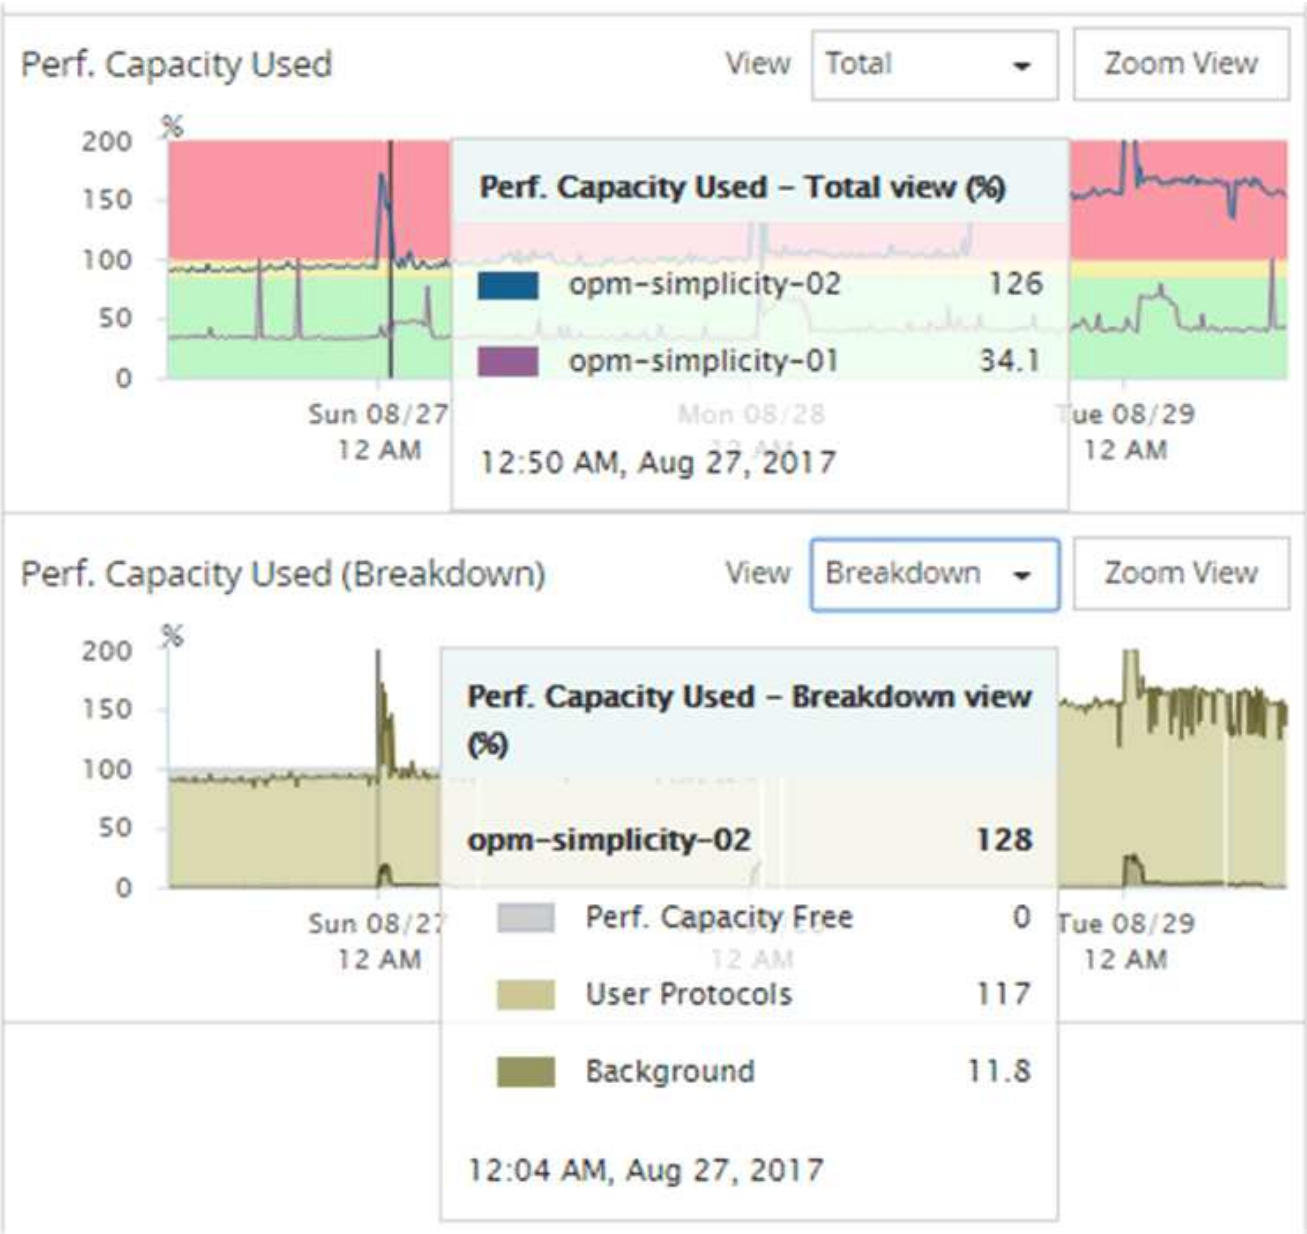 Perf. Capacity Used View Total Zoom View
%
200
150
100
50
0
Perf. Capacity Used – Total view (%)
opm-simplicity-02 126
opm-simplicity-01 34.1
12:50 AM, Aug 27, 2017
Sun 08/27 Mon 08/28 Tue 08/29
12 AM 12 AM 12 AM
Perf. Capacity Used (Breakdown) View Breakdown Zoom View
%
200
150
100
50
0
Perf. Capacity Used – Breakdown view
(%)
opm-simplicity-02 128
Perf. Capacity Free 0
User Protocols 117
Background 11.8
12:04 AM, Aug 27, 2017
Sun 08/27 Tue 08/29
12 AM 12 AM 12 AM